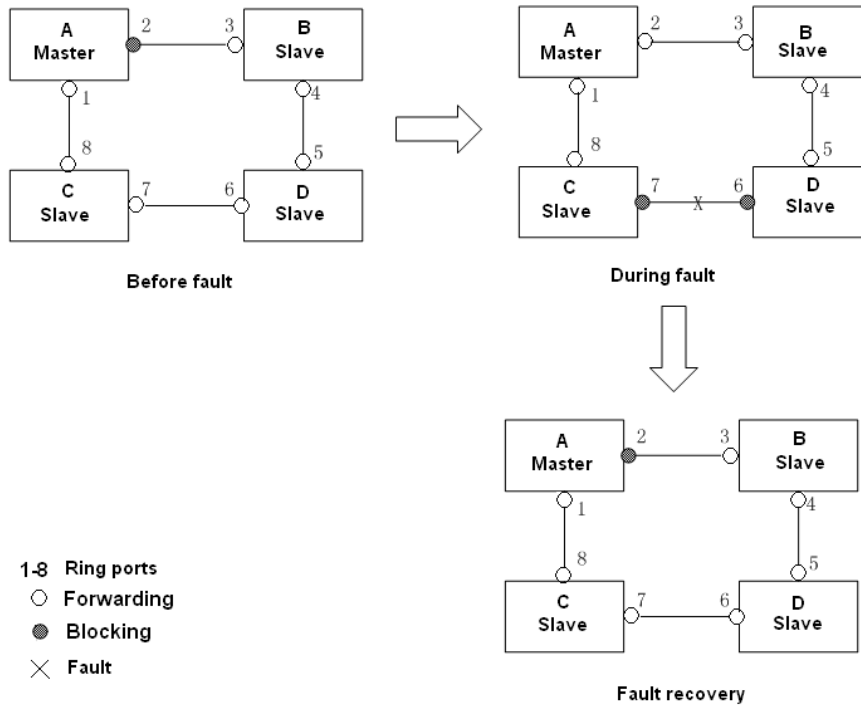 A
Master
2
3
B
Slave
1
4
8
5
C
Slave
7
6
D
Slave
Before fault
A
Master
2
3
B
Slave
1
4
8
5
C
Slave
7
X
6
D
Slave
During fault
A
Master
2
3
B
Slave
1
4
8
5
C
Slave
7
6
D
Slave
Fault recovery
1-8 Ring ports
Forwarding
Blocking
Fault